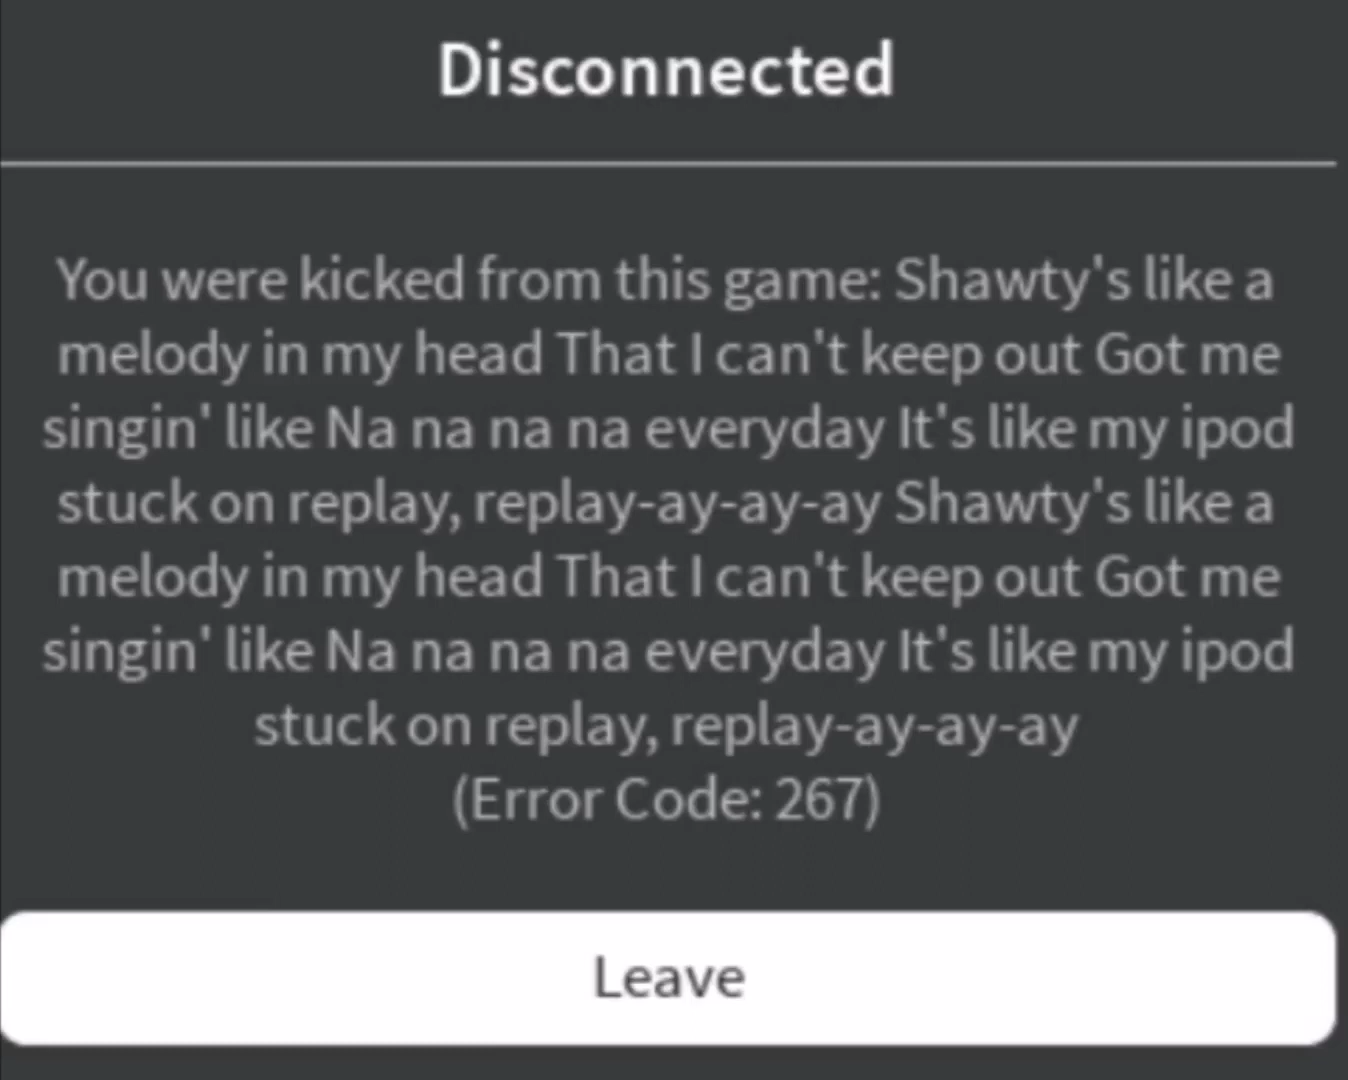 Disconnected
You were kicked from this game: Shawty's like a
melody in my head That I can't keep out Got me
singin' like Na na na na everyday It's like my ipod
stuck on replay, replay-ay-ay-ay Shawty's like a
melody in my head That I can't keep out Got me
singin' like Na na na na everyday It's like my ipod
stuck on replay, replay-ay-ay-ay
(Error Code: 267)
Leave